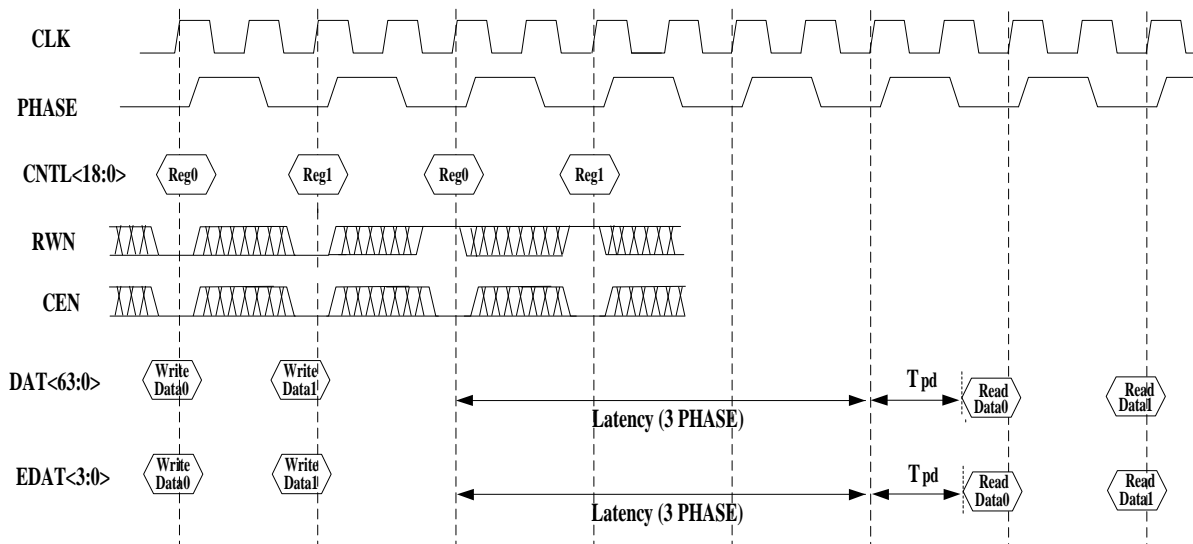 CLK
PHASE
CNTL<18:0>
Reg0 Reg1 Reg0 Reg1
RWN
CEN
DAT<63:0>
Write Data0
Write Data1
Latency (3 PHASE)
Tpd
Read Data0
Read Data1
EDAT<3:0>
Write Data0
Write Data1
Latency (3 PHASE)
Tpd
Read Data0
Read Data1